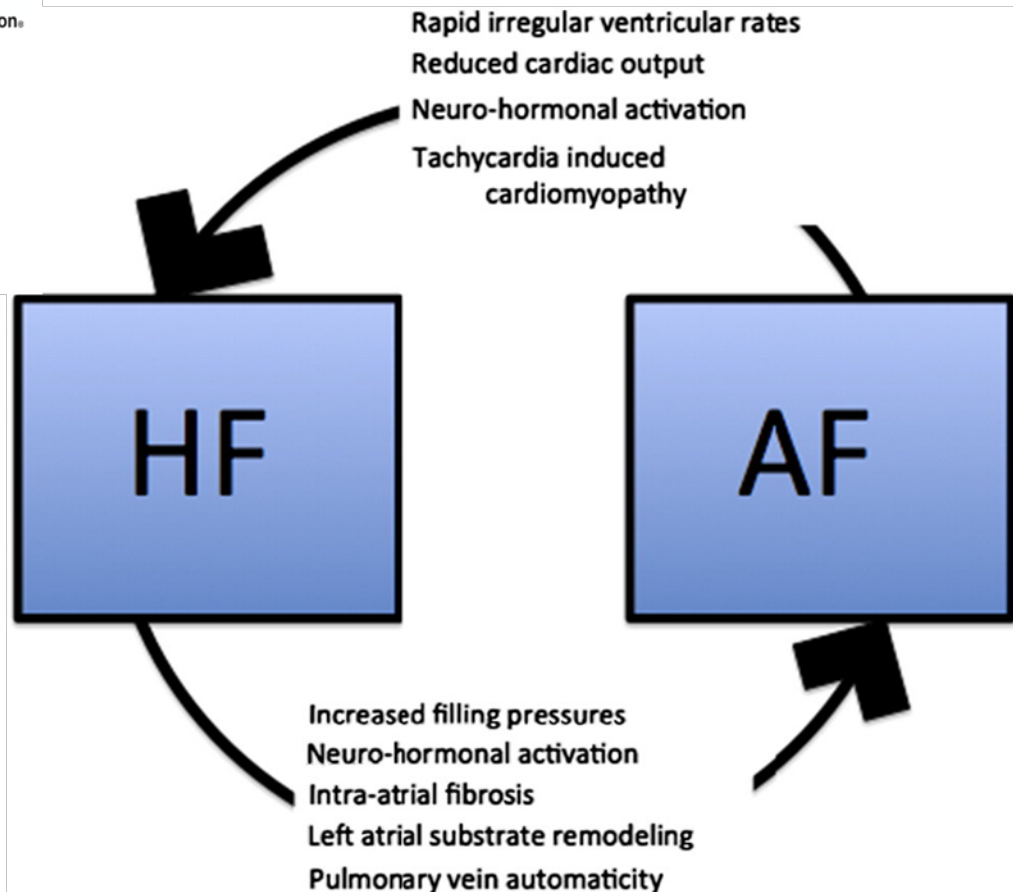 on®
Rapid irregular ventricular rates
Reduced cardiac output
Neuro-hormonal activation
Tachycardia induced
cardiomyopathy
HF
AF
Increased filling pressures
Neuro-hormonal activation
Intra-atrial fibrosis
Left atrial substrate remodeling
Pulmonary vein automaticity